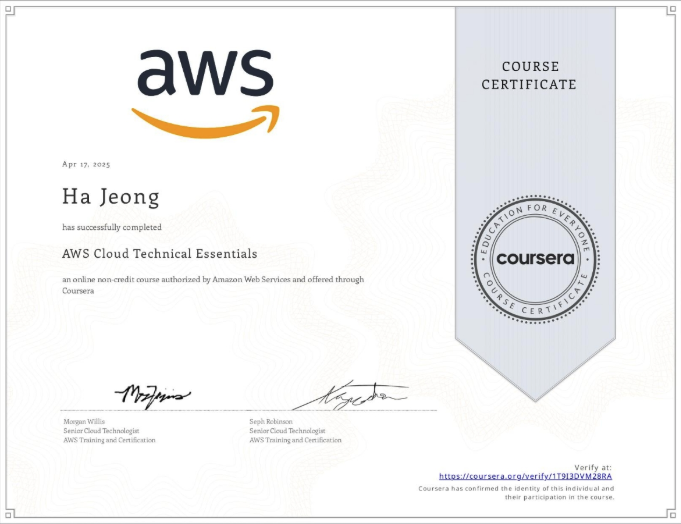 aws
COURSE
CERTIFICATE
Apr 17, 2025
Ha Jeong
has successfully completed
AWS Cloud Technical Essentials
an online non-credit course authorized by Amazon Web Services and offered through
Coursera
EDUCATION FOR EVERYONE
coursera
COURSE CERTIFICATE
Morgan Willis
Senior Cloud Technologist
AWS Training and Certification
Seph Robinson
Senior Cloud Technologist
AWS Training and Certification
Verify at:
https://coursera.org/verify/1T9I3DVM28RA
Coursera has confirmed the identity of this individual and
their participation in the course.